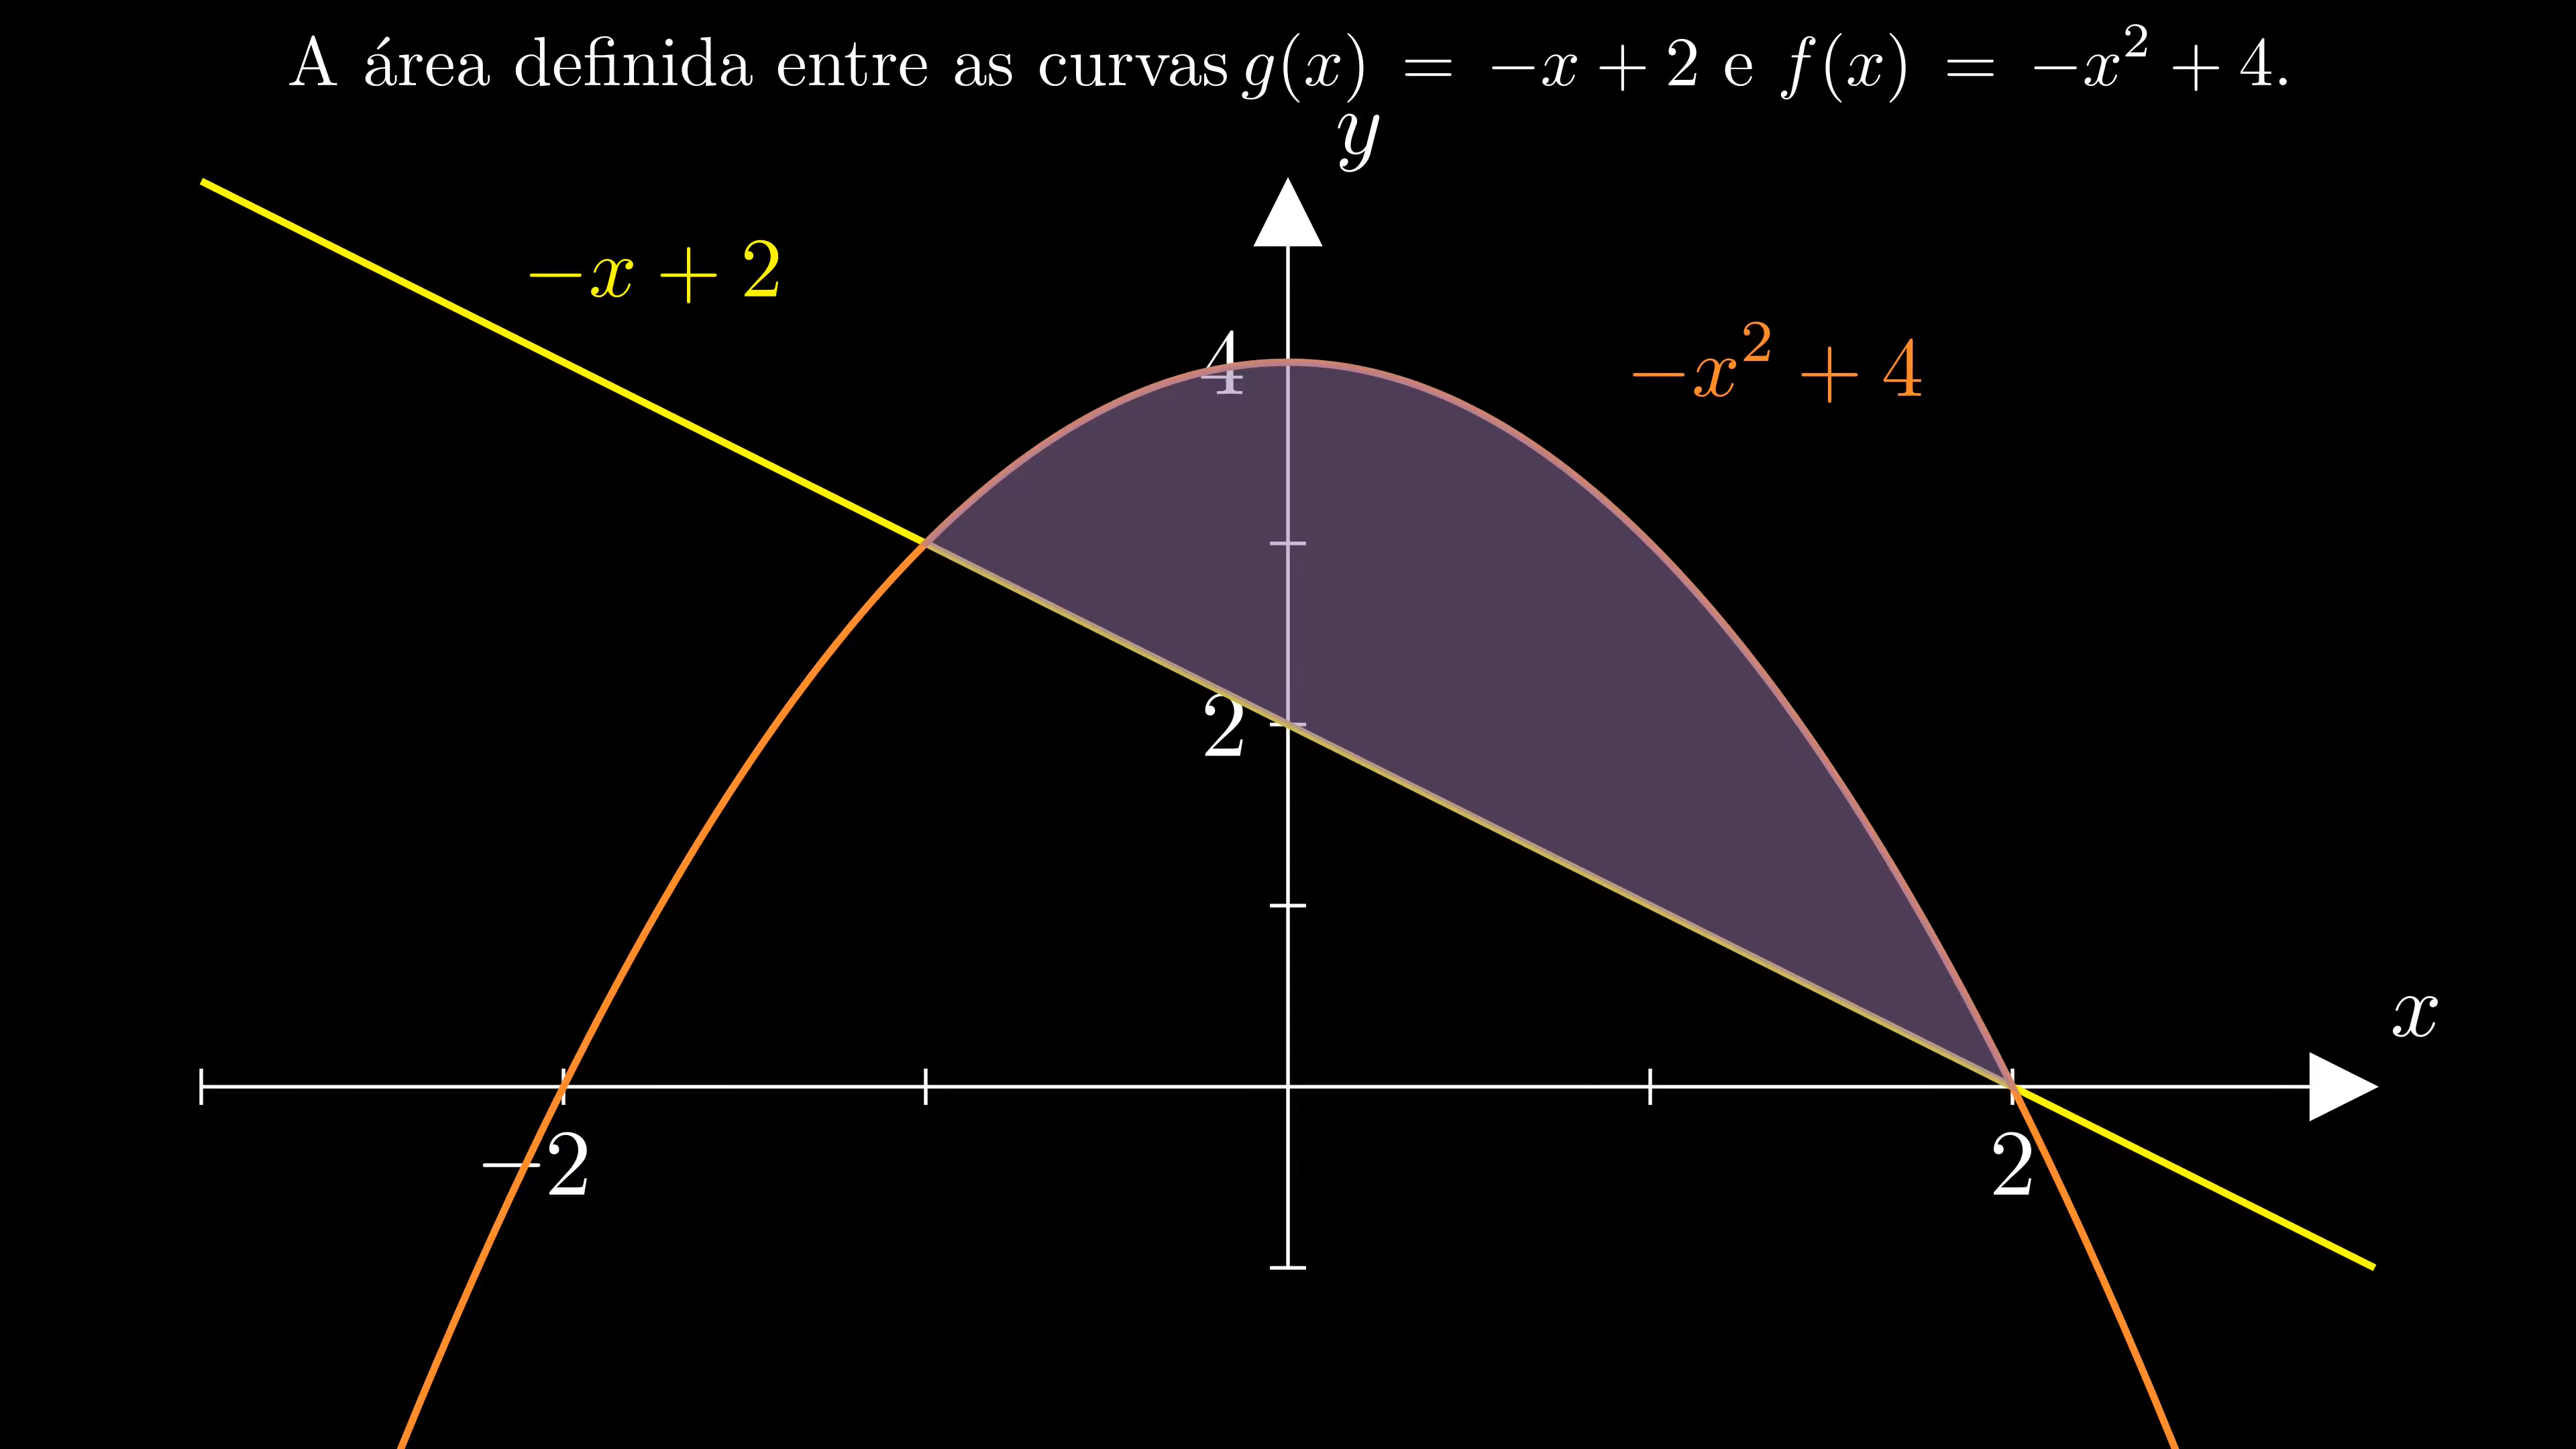 A área definida entre as curvas g(x) = −x + 2 e f(x) = −x² + 4.
y
−x + 2
−x² + 4
4
2
x
−2
2